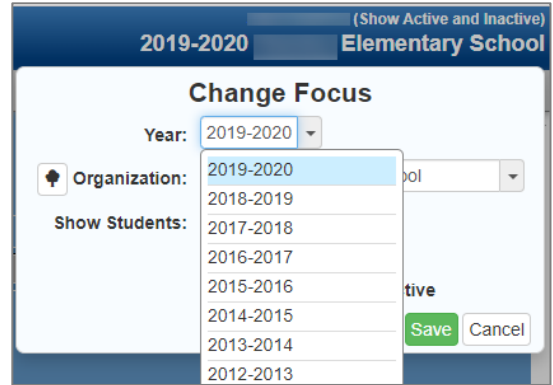 (Show Active and Inactive)
2019-2020 Elementary School
Change Focus
Year: 2019-2020
2019-2020
Organization: ool
2018-2019
Show Students: 2017-2018
2016-2017
2015-2016 tive
2014-2015
Save Cancel
2013-2014
2012-2013